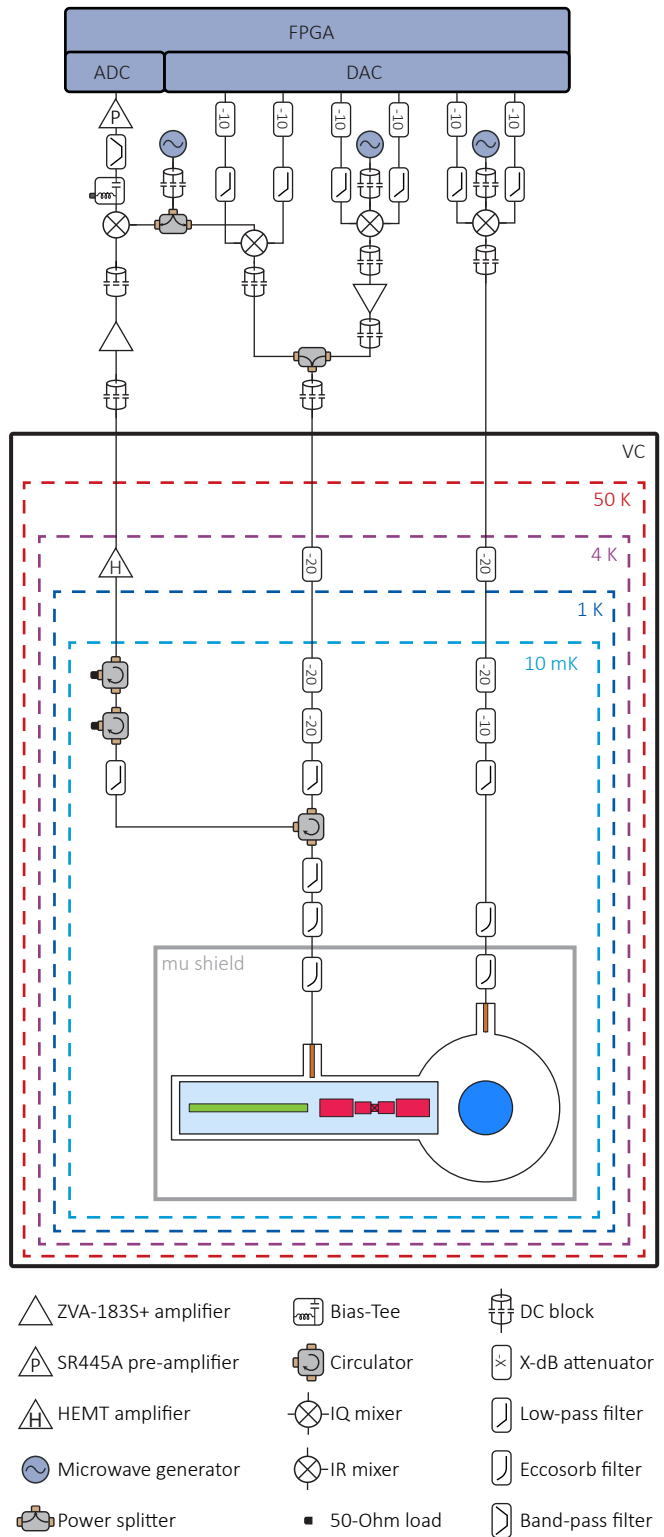 FPGA
ADC DAC
P -10 -10 -10 -10 -10 -10
VC
50 K
4 K
H -20 -20
1 K
10 mK
-20 -20
-20 -10
mu shield
ZVA-183S+ amplifier Bias-Tee DC block
P SR445A pre-amplifier Circulator -X X-dB attenuator
H HEMT amplifier IQ mixer Low-pass filter
Microwave generator IR mixer Eccosorb filter
Power splitter 50-Ohm load Band-pass filter